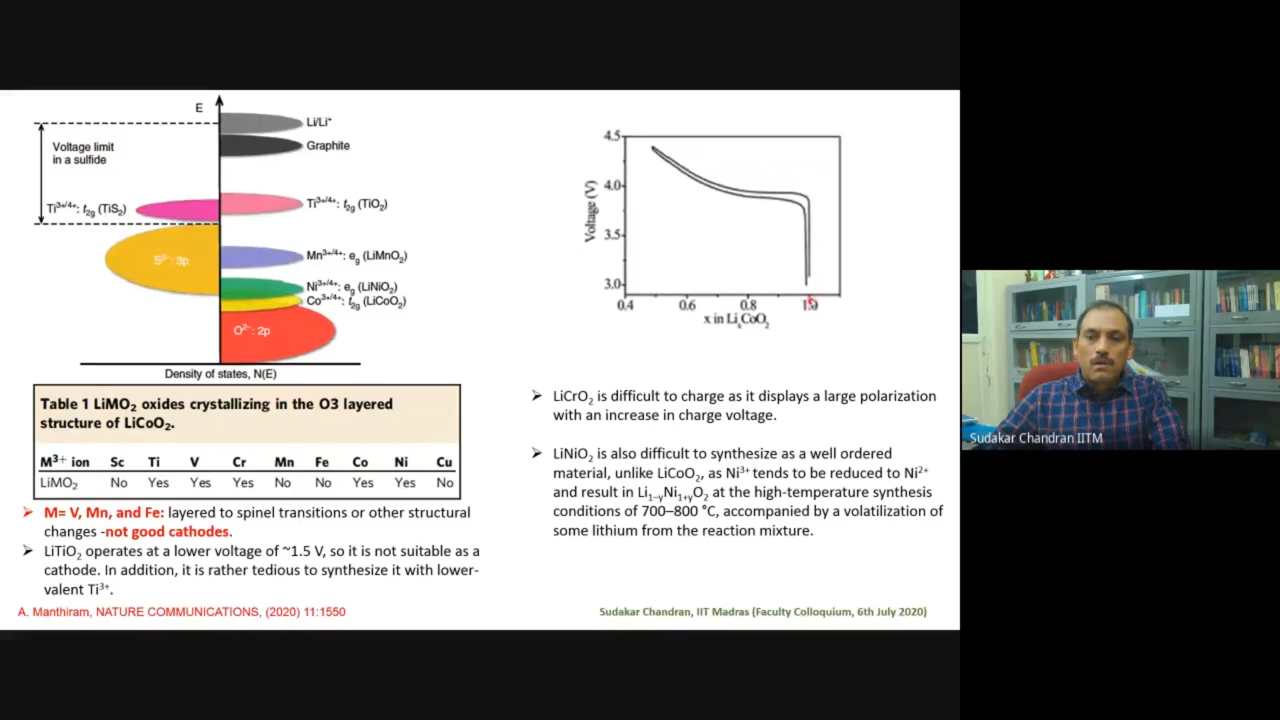 E
Li/Li⁺
Voltage limit
in a sulfide
Graphite
Ti³⁺/⁴⁺: t₂g (TiS₂)
Ti³⁺/⁴⁺: t₂g (TiO₂)
S²⁻: 3p
Mn³⁺/⁴⁺: eg (LiMnO₂)
Ni³⁺/⁴⁺: eg (LiNiO₂)
Co³⁺/⁴⁺: t₂g (LiCoO₂)
O²⁻: 2p
Density of states, N(E)
Table 1 LiMO₂ oxides crystallizing in the O3 layered
structure of LiCoO₂.
M³⁺ ion Sc Ti V Cr Mn Fe Co Ni Cu
LiMO₂ No Yes Yes Yes No No Yes Yes No
➢ M= V, Mn, and Fe: layered to spinel transitions or other structural
changes -not good cathodes.
➢ LiTiO₂ operates at a lower voltage of ~1.5 V, so it is not suitable as a
cathode. In addition, it is rather tedious to synthesize it with lower-
valent Ti³⁺.
A. Manthiram, NATURE COMMUNICATIONS, (2020) 11:1550
4.5
4.0
3.5
3.0
Voltage (V)
0.4 0.6 0.8 1.0
x in LiₓCoO₂
➢ LiCrO₂ is difficult to charge as it displays a large polarization
with an increase in charge voltage.
➢ LiNiO₂ is also difficult to synthesize as a well ordered
material, unlike LiCoO₂, as Ni³⁺ tends to be reduced to Ni²⁺
and result in Li₁₋yNi₁₊yO₂ at the high-temperature synthesis
conditions of 700–800 °C, accompanied by a volatilization of
some lithium from the reaction mixture.
Sudakar Chandran, IIT Madras (Faculty Colloquium, 6th July 2020)
Sudakar Chandran IITM